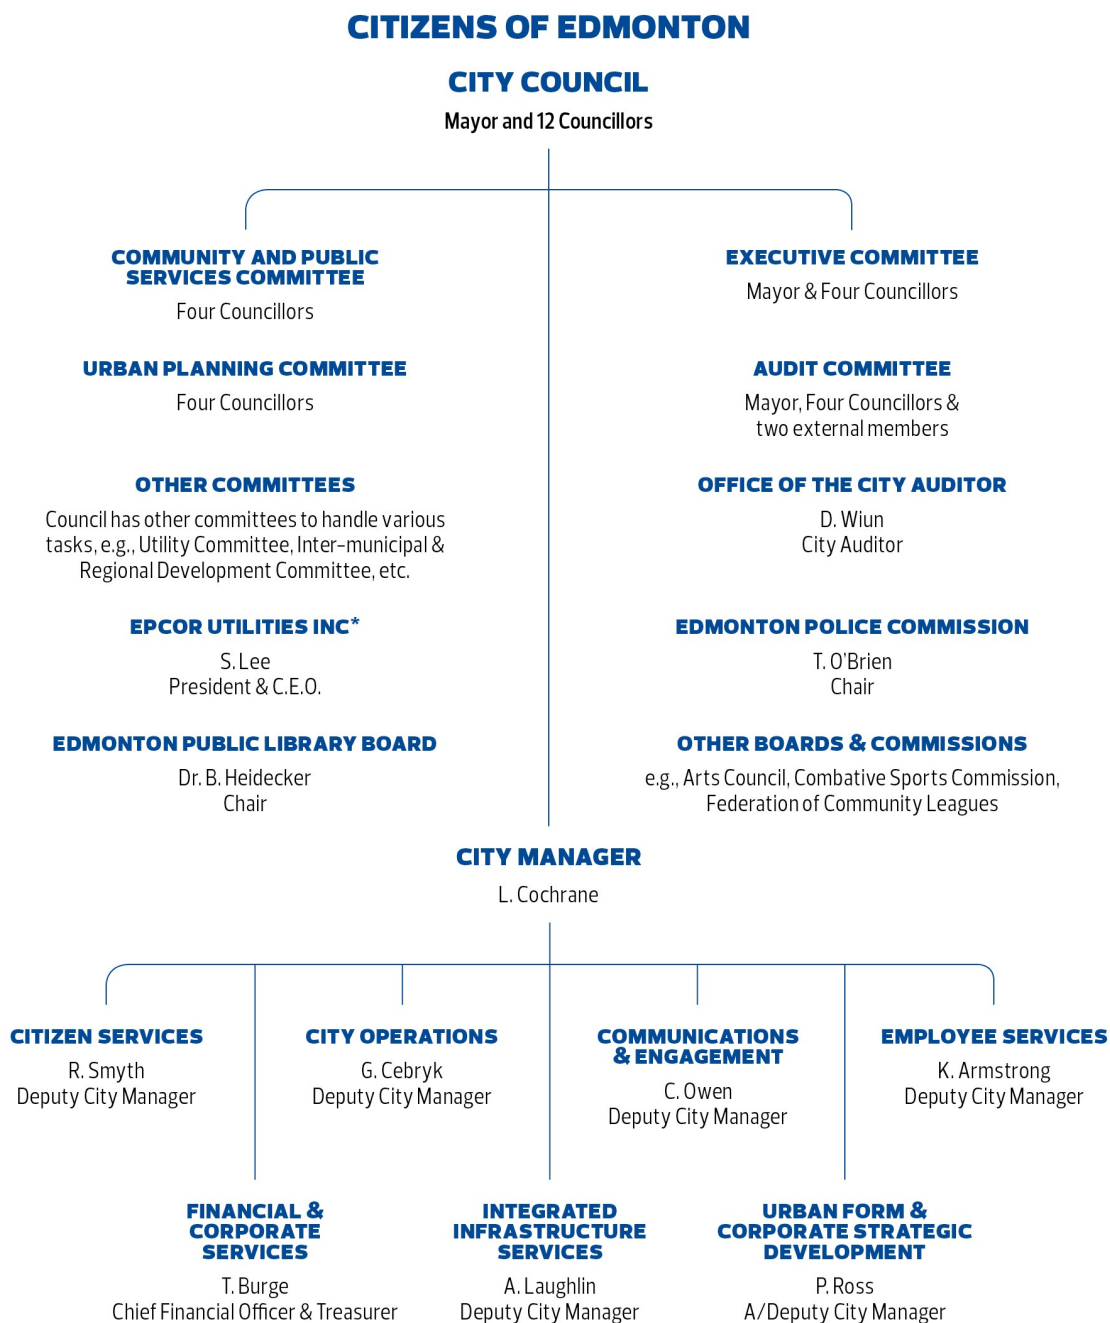 CITIZENS OF EDMONTON
CITY COUNCIL
Mayor and 12 Councillors
COMMUNITY AND PUBLIC
SERVICES COMMITTEE
Four Councillors
EXECUTIVE COMMITTEE
Mayor & Four Councillors
URBAN PLANNING COMMITTEE
Four Councillors
AUDIT COMMITTEE
Mayor, Four Councillors &
two external members
OTHER COMMITTEES
Council has other committees to handle various
tasks, e.g., Utility Committee, Inter-municipal &
Regional Development Committee, etc.
OFFICE OF THE CITY AUDITOR
D. Wiun
City Auditor
EPCOR UTILITIES INC*
S. Lee
President & C.E.O.
EDMONTON POLICE COMMISSION
T. O'Brien
Chair
EDMONTON PUBLIC LIBRARY BOARD
Dr. B. Heidecker
Chair
OTHER BOARDS & COMMISSIONS
e.g., Arts Council, Combative Sports Commission,
Federation of Community Leagues
CITY MANAGER
L. Cochrane
CITIZEN SERVICES
R. Smyth
Deputy City Manager
CITY OPERATIONS
G. Cebryk
Deputy City Manager
COMMUNICATIONS
& ENGAGEMENT
C. Owen
Deputy City Manager
EMPLOYEE SERVICES
K. Armstrong
Deputy City Manager
FINANCIAL &
CORPORATE
SERVICES
T. Burge
Chief Financial Officer & Treasurer
INTEGRATED
INFRASTRUCTURE
SERVICES
A. Laughlin
Deputy City Manager
URBAN FORM &
CORPORATE STRATEGIC
DEVELOPMENT
P. Ross
A/Deputy City Manager